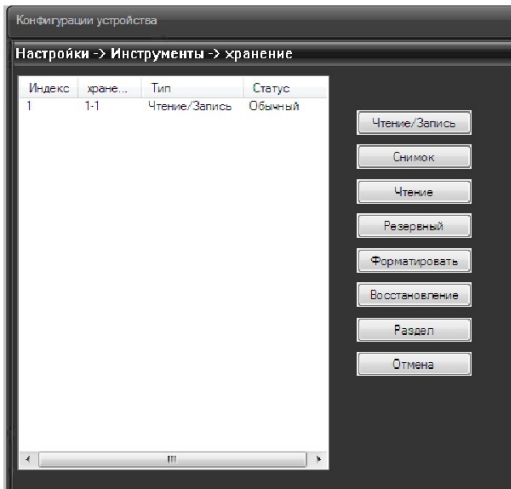 Конфигурации устройства
Настройки -> Инструменты -> хранение
Индекс хране... Тип Статус
1 1-1 Чтение/Запись Обычный
Чтение/Запись
Снимок
Чтение
Резервный
Форматировать
Восстановление
Раздел
Отмена